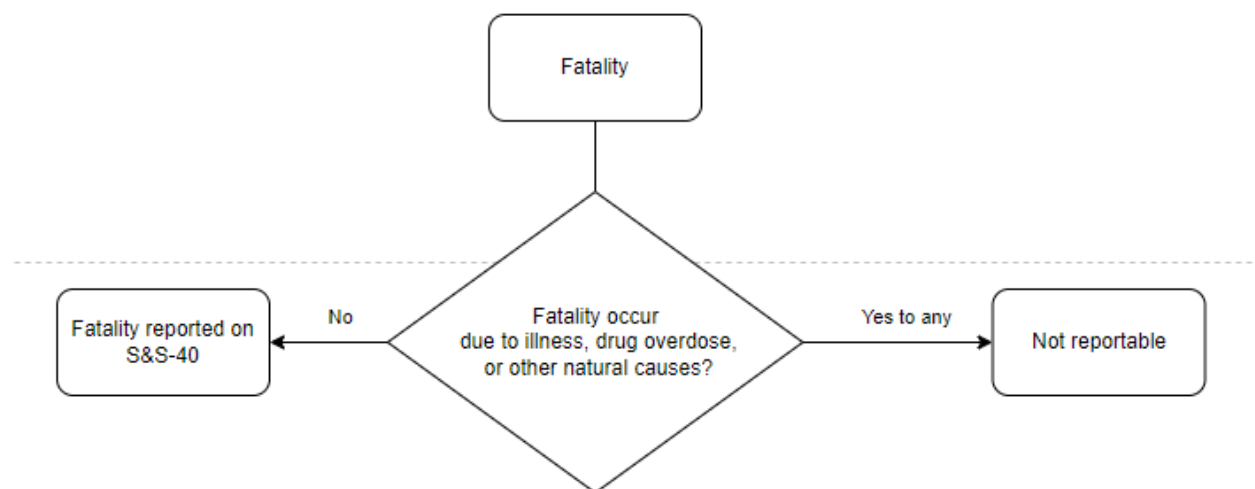 Fatality
Fatality reported on
S&S-40
No
Fatality occur
due to illness, drug overdose,
or other natural causes?
Yes to any
Not reportable